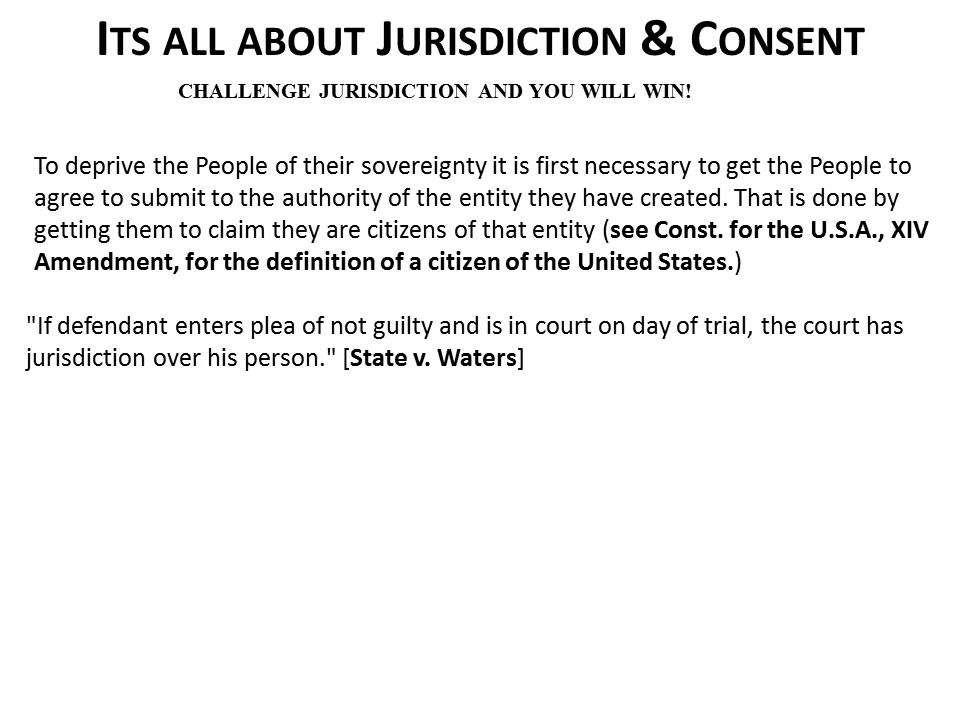 ITS ALL ABOUT JURISDICTION & CONSENT
CHALLENGE JURISDICTION AND YOU WILL WIN!
To deprive the People of their sovereignty it is first necessary to get the People to
agree to submit to the authority of the entity they have created. That is done by
getting them to claim they are citizens of that entity (see Const. for the U.S.A., XIV
Amendment, for the definition of a citizen of the United States.)
"If defendant enters plea of not guilty and is in court on day of trial, the court has
jurisdiction over his person." [State v. Waters]